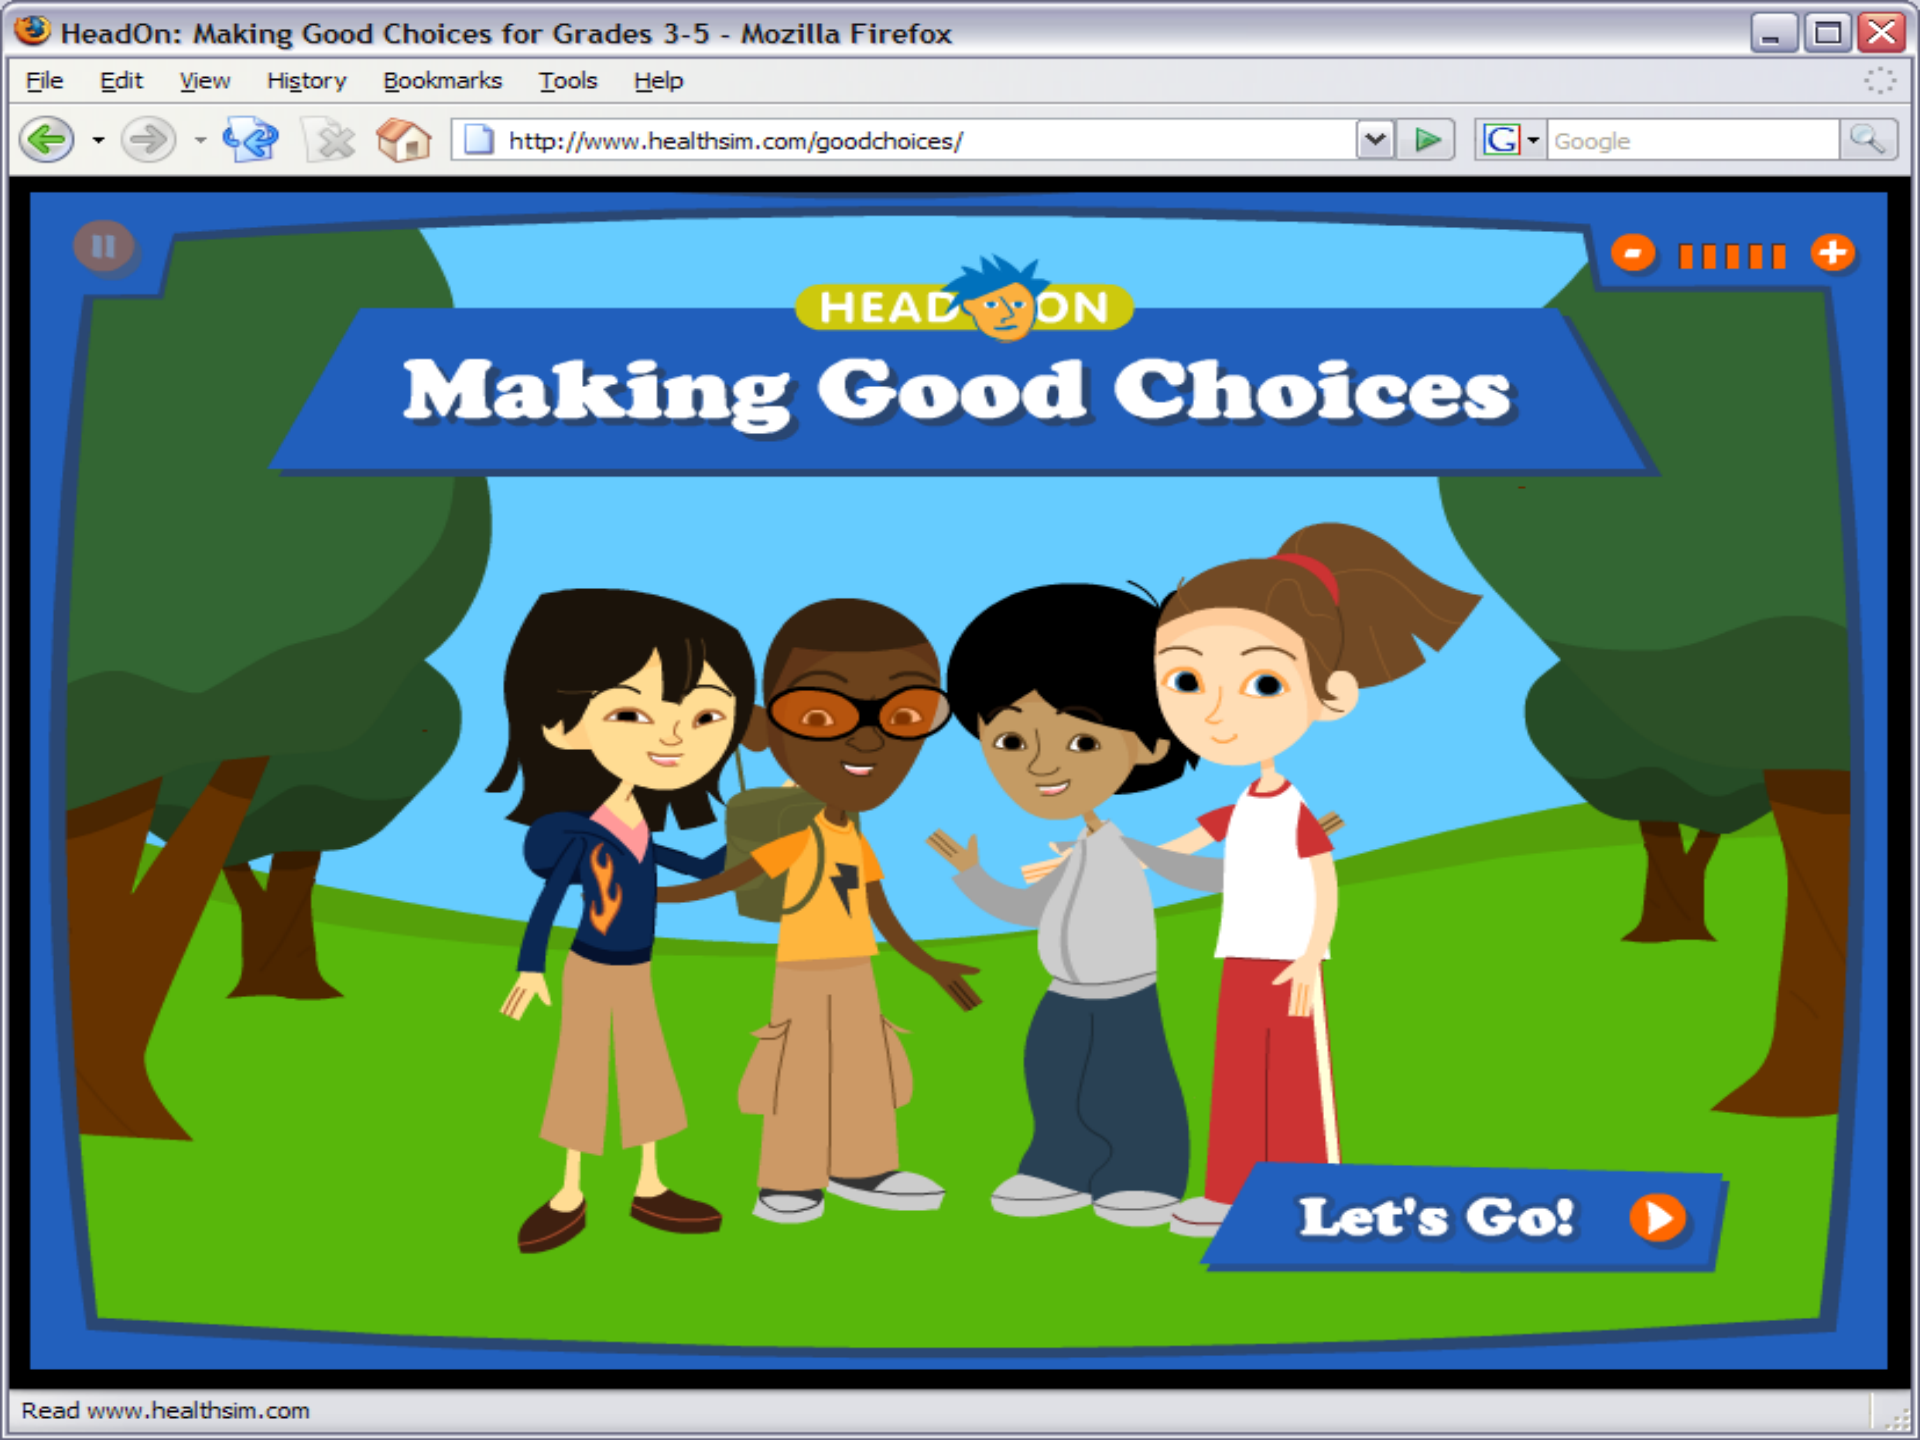 HeadOn: Making Good Choices for Grades 3-5 - Mozilla Firefox
File Edit View History Bookmarks Tools Help
http://www.healthsim.com/goodchoices/
G Google
HEAD ON
Making Good Choices
Let's Go!
Read www.healthsim.com